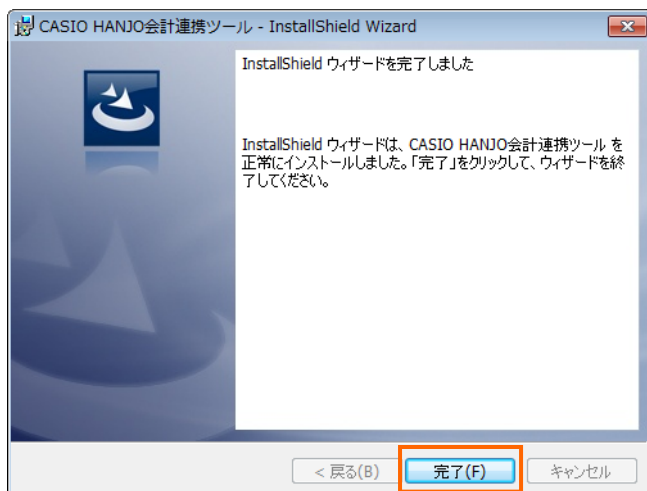 CASIO HANJO会計連携ツール - InstallShield Wizard
InstallShield ウィザードを完了しました
InstallShield ウィザードは、CASIO HANJO会計連携ツール を
正常にインストールしました。「完了」をクリックして、ウィザードを終
了してください。
< 戻る(B)
完了(F)
キャンセル